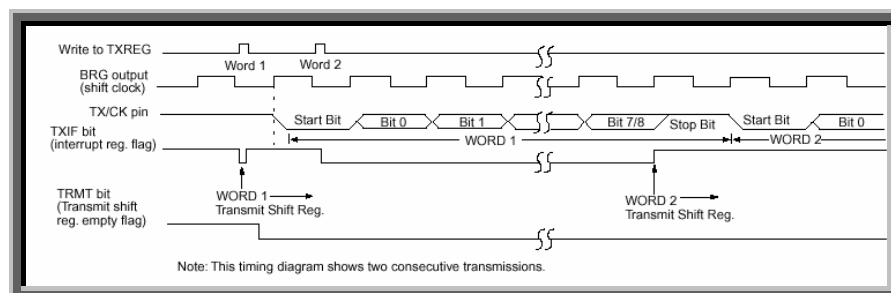 Write to TXREG
Word 1
Word 2
BRG output
(shift clock)
TX/CK pin
Start Bit
Bit 0
Bit 1
Bit 7/8
Stop Bit
Start Bit
Bit 0
TXIF bit
(interrupt reg. flag)
WORD 1
WORD 2
TRMT bit
(Transmit shift
reg. empty flag)
WORD 1
Transmit Shift Reg.
WORD 2
Transmit Shift Reg.
Note: This timing diagram shows two consecutive transmissions.